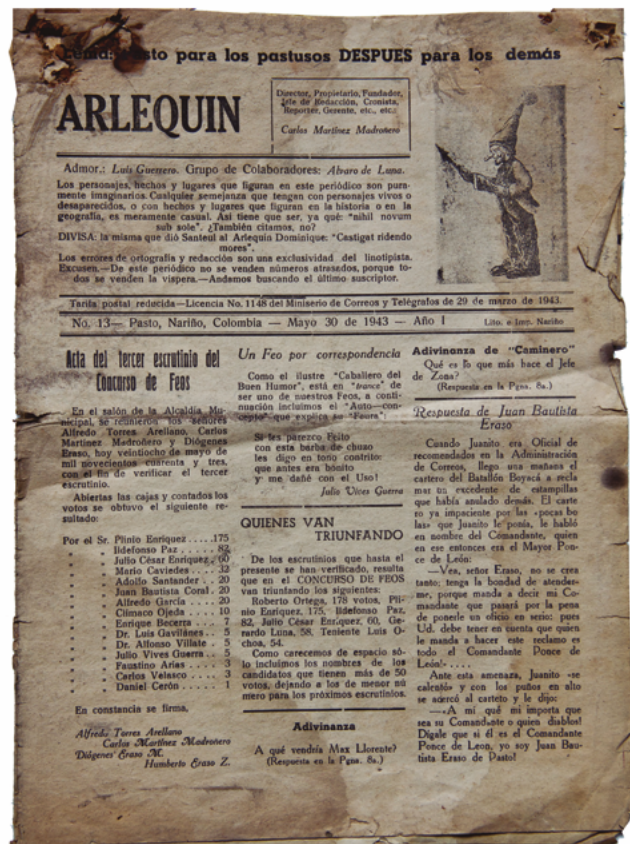 Lema: Pasto para los pastusos DESPUES para los demás
ARLEQUIN
Director, Propietario, Fundador,
Jefe de Redacción, Cronista,
Reporter, Gerente, etc., etc.
Carlos Martínez Madroñero
Admor.: Luis Guerrero. Grupo de Colaboradores: Alvaro de Luna.
Los personajes, hechos y lugares que figuran en este periódico son pura-
mente imaginarios. Cualquier semejanza que tengan con personajes vivos o
desaparecidos, o con hechos y lugares que figuran en la historia o en la
geografía, es meramente casual. Así tiene que ser, ya qué: "nihil novum
sub sole". ¿También citamos, no?
DIVISA: la misma que dió Santeul al Arlequín Dominique: "Castigat ridendo
mores".
Los errores de ortografía y redacción son una exclusividad del linotipista.
Excusen.—De este periódico no se venden números atrasados, porque to-
dos se venden la víspera.—Andamos buscando el último suscriptor.
Tarifa postal reducida—Licencia No. 1148 del Miniserio de Correos y Telégrafos de 29 de marzo de 1943.
No. 13— Pasto, Nariño, Colombia — Mayo 30 de 1943 — Año I Lito. e Imp. Nariño
Acta del tercer escrutinio del
Concurso de Feos
En el salón de la Alcaldía Mu-
nicipal, se reunieron los señores
Alfredo Torres Arellano, Carlos
Martínez Madroñero y Diógenes
Eraso, hoy veintiocho de mayo de
mil novecientos cuarenta y tres,
con el fin de verificar el tercer
escrutinio.
Abiertas las cajas y contados los
votos se obtuvo el siguiente re-
sultado:
Por el Sr. Plinio Enríquez.....175
" " Ildefonso Paz..... 82
" " Julio César Enríquez. 60
" " Mario Caviedes.... 32
" " Adolfo Santander.. 20
" " Juan Bautista Coral. 20
" " Alfredo García.... 20
" " Clímaco Ojeda.... 10
" " Enrique Becerra... 7
" " Dr. Luis Gavilánes.. 5
" " Dr. Alfonso Villate.. 5
" " Julio Vives Guerra.. 5
" " Faustino Arias.... 3
" " Carlos Velasco.... 3
" " Daniel Cerón..... 1
En constancia se firma,
Alfredo Torres Arellano
Carlos Martínez Madroñero
Diógenes Eraso M.
Humberto Eraso Z.
Un Feo por correspondencia
Como el ilustre "Caballero del
Buen Humor", está en "trance" de
ser uno de nuestros Feos, a conti-
nuación incluimos el "Auto—con-
cepto" que explica su "Feura":
Si les parezco Feito
con esta barba de chuzo
les digo en tono contrito:
que antes era bonito
y me dañé con el Uso!
Julio Vives Guerra
QUIENES VAN
TRIUNFANDO
De los escrutinios que hasta el
presente se han verificado, resulta
que en el CONCURSO DE FEOS
van triunfando los siguientes:
Roberto Ortega, 178 votos, Pli-
nio Enríquez, 175, Ildefonso Paz,
82, Julio César Enríquez, 60, Ge-
rardo Luna, 58, Teniente Luis O-
choa, 54.
Como carecemos de espacio só-
lo incluimos los nombres de los
candidatos que tienen más de 50
votos, dejando a los de menor nú
mero para los próximos escrutinios.
Adivinanza
A qué vendría Max Llorente?
(Respuesta en la Pgna. 8a.)
Adivinanza de "Caminero"
Qué es lo que más hace el Jefe
de Zona?
(Respuesta en la Pgna. 8a.)
Respuesta de Juan Bautista
Eraso
Cuando Juanito era Oficial de
recomendados en la Administración
de Correos, llego una mañana el
cartero del Batallón Boyacá a recla
mar un excedente de estampillas
que había anulado demás. El carte
ro ya impaciente por las «pocas bo
las» que Juanito le ponía, le habló
en nombre del Comandante, quien
en ese entonces era el Mayor Pon-
ce de León:
—Vea, señor Eraso, no se crea
tanto; tenga la bondad de atender-
me, porque manda a decir mi Co-
mandante que pasará por la pena
de ponerle un oficio en serio: pues
Ud. debe tener en cuenta que quien
le manda a hacer este reclamo es
todo el Comandante Ponce de
León!.....
Ante esta amenaza, Juanito «se
calentó» y con los puños en alto
se acercó al carteto y le dijo:
—«A mí qué mi importa que
sea su Comandante o quien diablos!
Dígale que si él es el Comandante
Ponce de Leon, yo soy Juan Bau-
tista Eraso de Pasto!